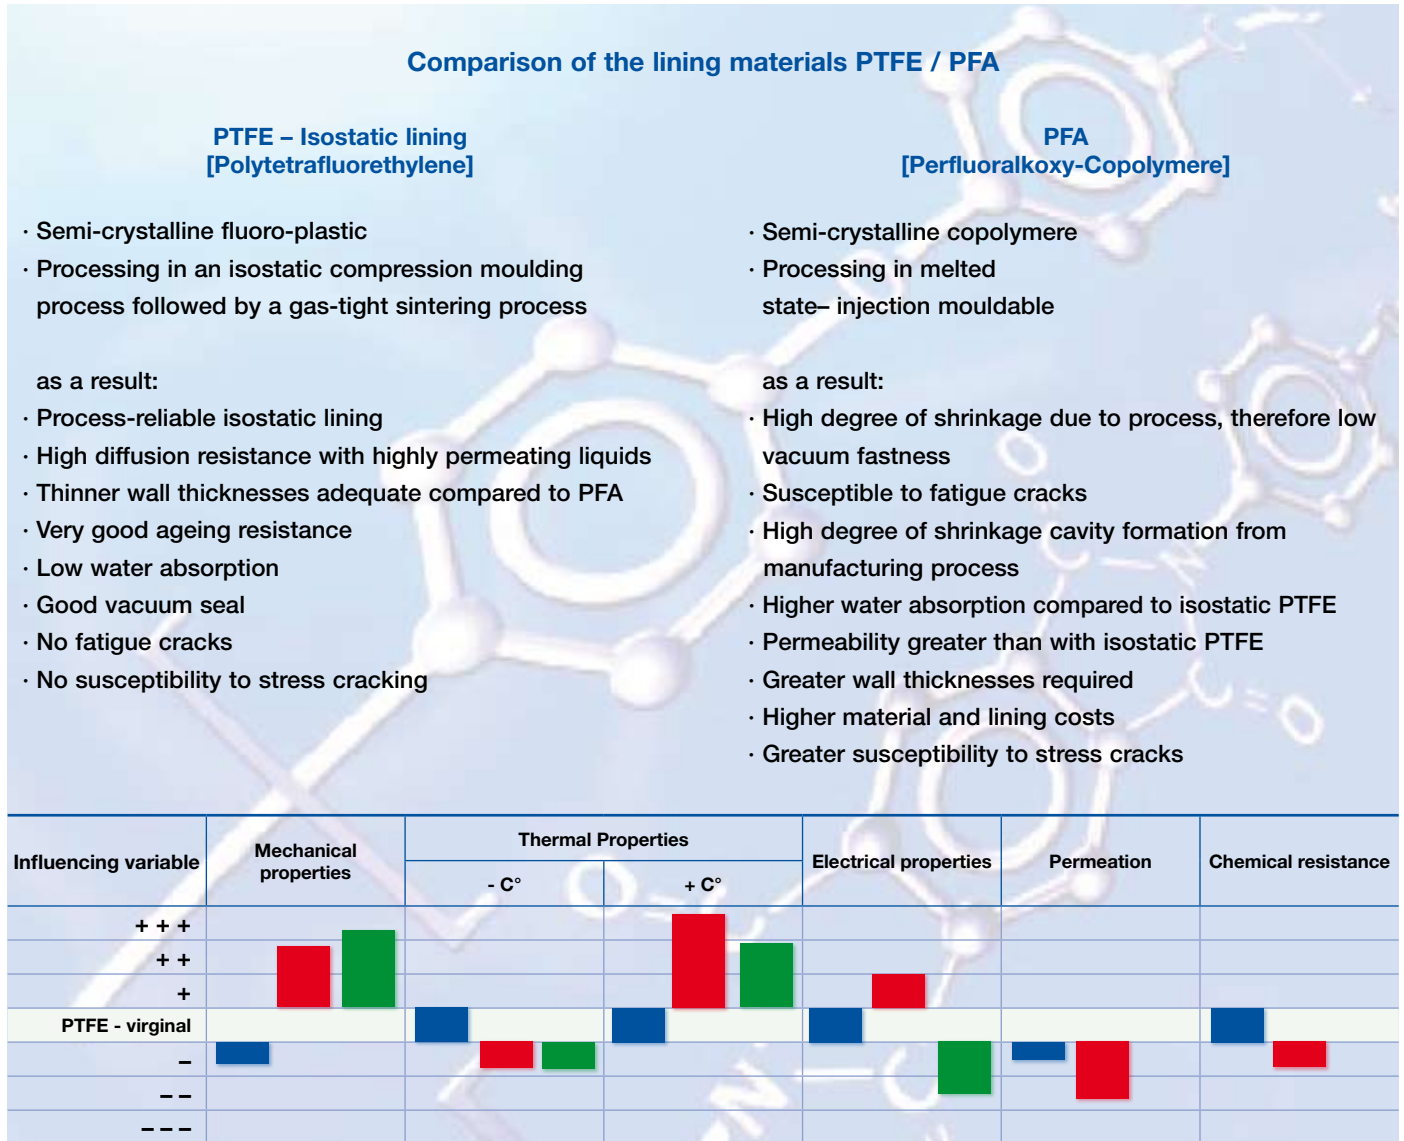 Comparison of the lining materials PTFE / PFA
PTFE – Isostatic lining
[Polytetrafluorethylene]
· Semi-crystalline fluoro-plastic
· Processing in an isostatic compression moulding
process followed by a gas-tight sintering process
as a result:
· Process-reliable isostatic lining
· High diffusion resistance with highly permeating liquids
· Thinner wall thicknesses adequate compared to PFA
· Very good ageing resistance
· Low water absorption
· Good vacuum seal
· No fatigue cracks
· No susceptibility to stress cracking
PFA
[Perfluoralkoxy-Copolymere]
· Semi-crystalline copolymere
· Processing in melted
state– injection mouldable
as a result:
· High degree of shrinkage due to process, therefore low
vacuum fastness
· Susceptible to fatigue cracks
· High degree of shrinkage cavity formation from
manufacturing process
· Higher water absorption compared to isostatic PTFE
· Permeability greater than with isostatic PTFE
· Greater wall thicknesses required
· Higher material and lining costs
· Greater susceptibility to stress cracks
Influencing variable
Mechanical
properties
Thermal Properties
- C°
+ C°
Electrical properties
Permeation
Chemical resistance
+ + +
+ +
+
PTFE - virginal
–
– –
– – –
O
C
N
C
O
O
C
N
C